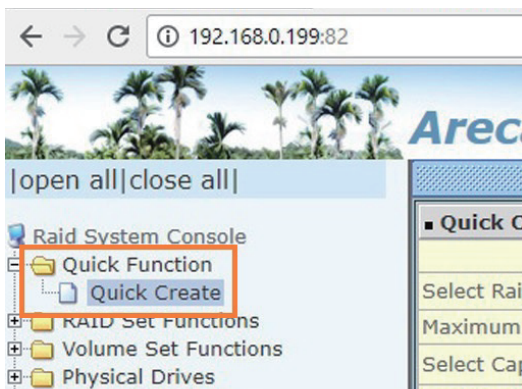 192.168.0.199:82
Arec
|open all|close all|
Raid System Console
Quick Function
Quick Create
RAID Set Functions
Volume Set Functions
Physical Drives
Quick C
Select Rai
Maximum
Select Cap